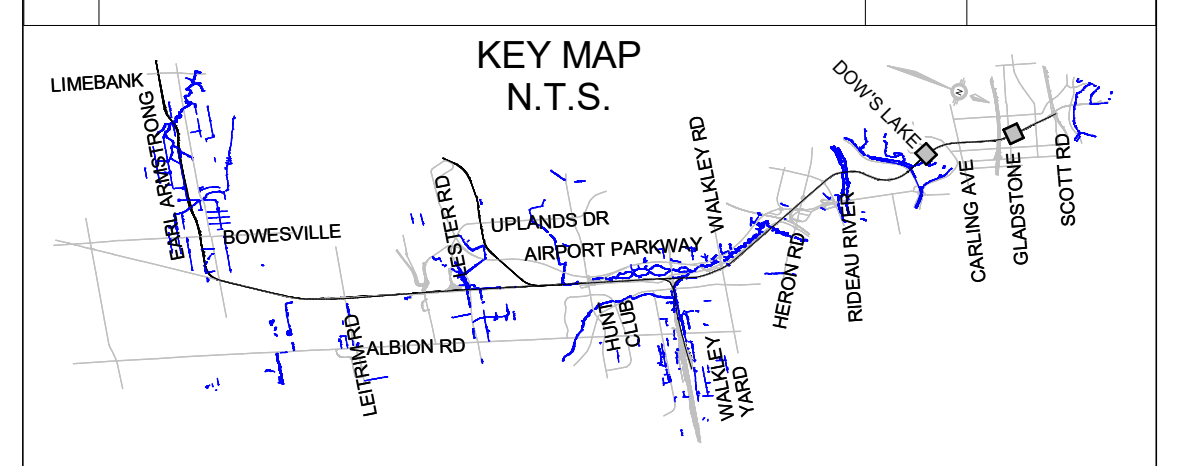 KEY MAP
N.T.S.
LIMEBANK
EARL ARMSTRONG
BOWESVILLE
LEITRIM RD
ALBION RD
LESTER RD
UPLANDS DR
AIRPORT PARKWAY
HUNT
CLUB
WALKLEY RD
WALKLEY
YARD
HERON RD
RIDEAU RIVER
DOW'S LAKE
N
CARLING AVE
GLADSTONE
SCOTT RD